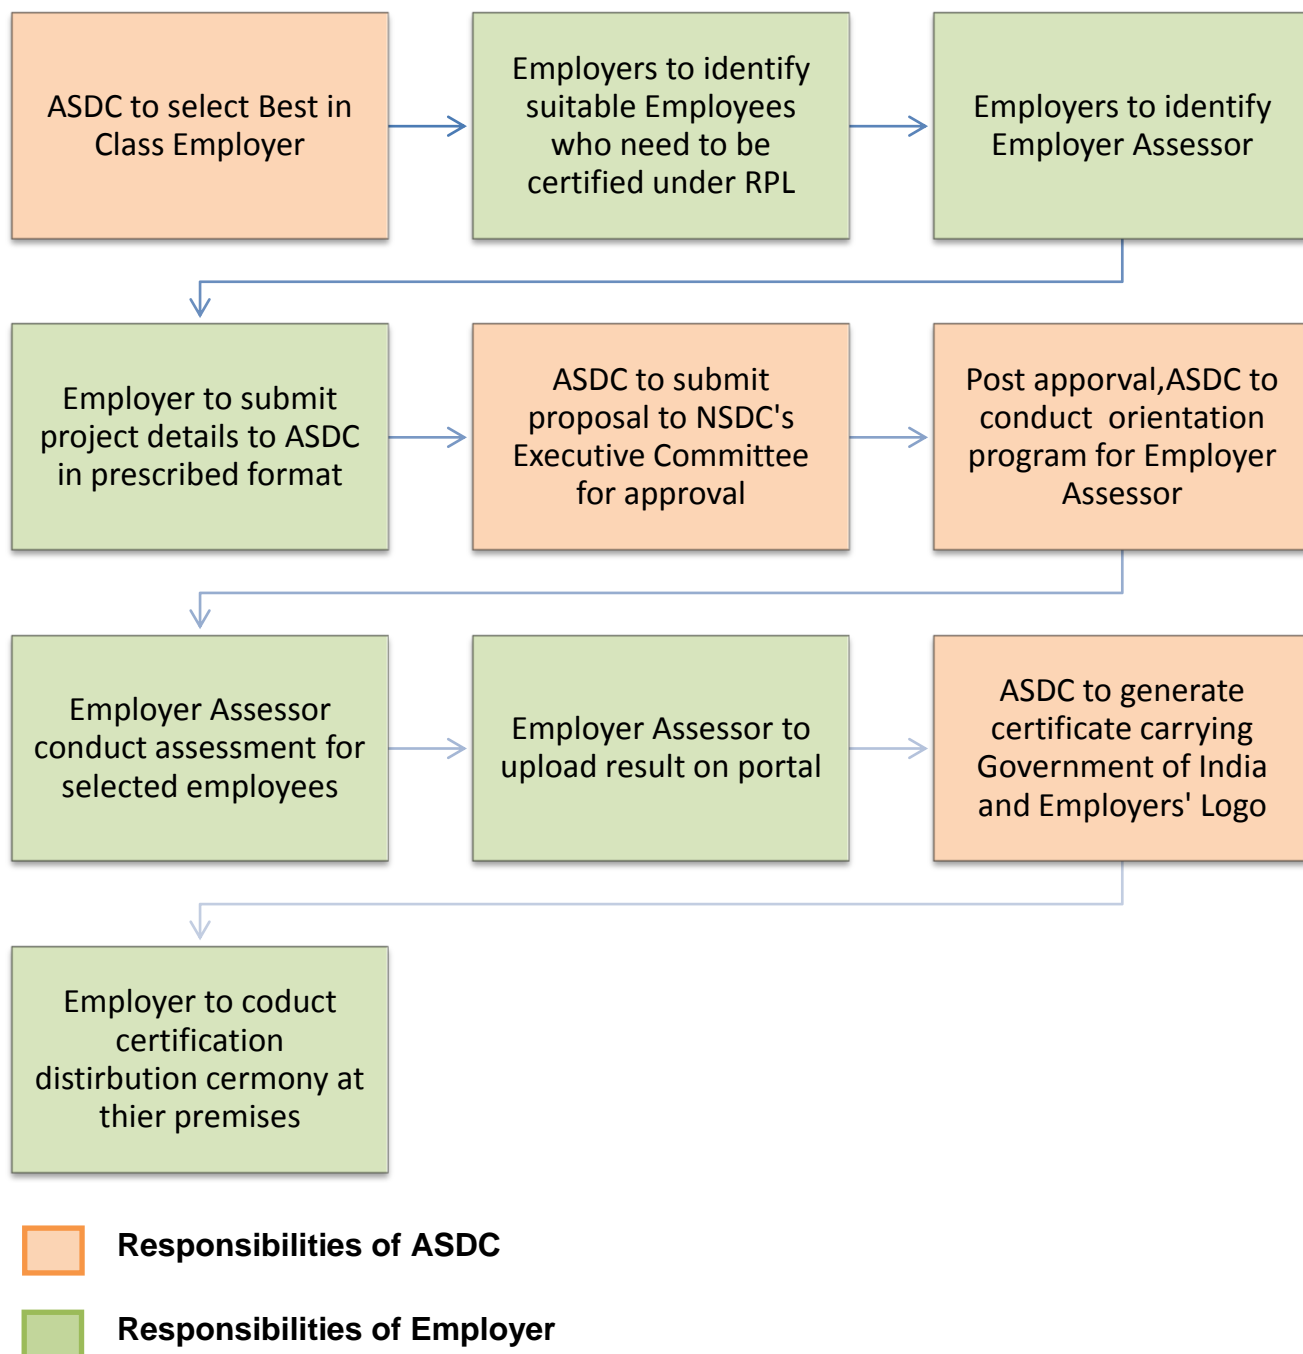 ASDC to select Best in
Class Employer
Employers to identify
suitable Employees
who need to be
certified under RPL
Employers to identify
Employer Assessor
Employer to submit
project details to ASDC
in prescribed format
ASDC to submit
proposal to NSDC's
Executive Committee
for approval
Post apporval,ASDC to
conduct orientation
program for Employer
Assessor
Employer Assessor
conduct assessment for
selected employees
Employer Assessor to
upload result on portal
ASDC to generate
certificate carrying
Government of India
and Employers' Logo
Employer to coduct
certification
distirbution cermony at
thier premises
Responsibilities of ASDC
Responsibilities of Employer